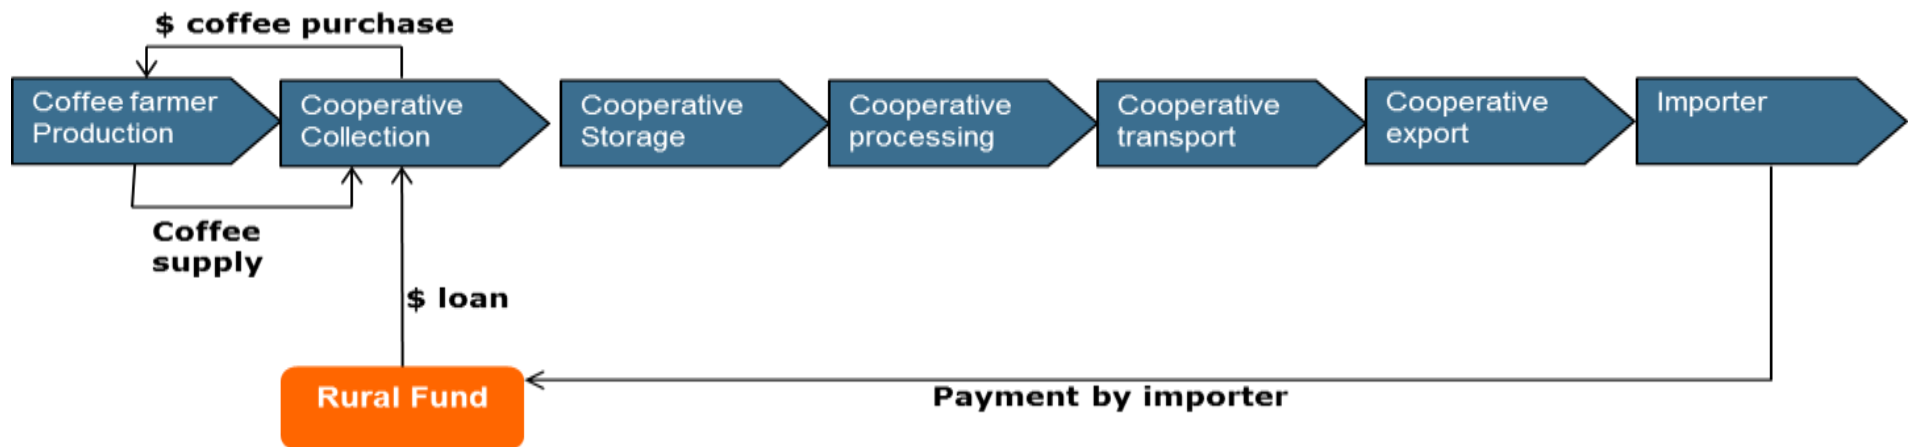 $ coffee purchase
Coffee farmer
Production
Cooperative
Collection
Cooperative
Storage
Cooperative
processing
Cooperative
transport
Cooperative
export
Importer
Coffee
supply
$ loan
Rural Fund
Payment by importer